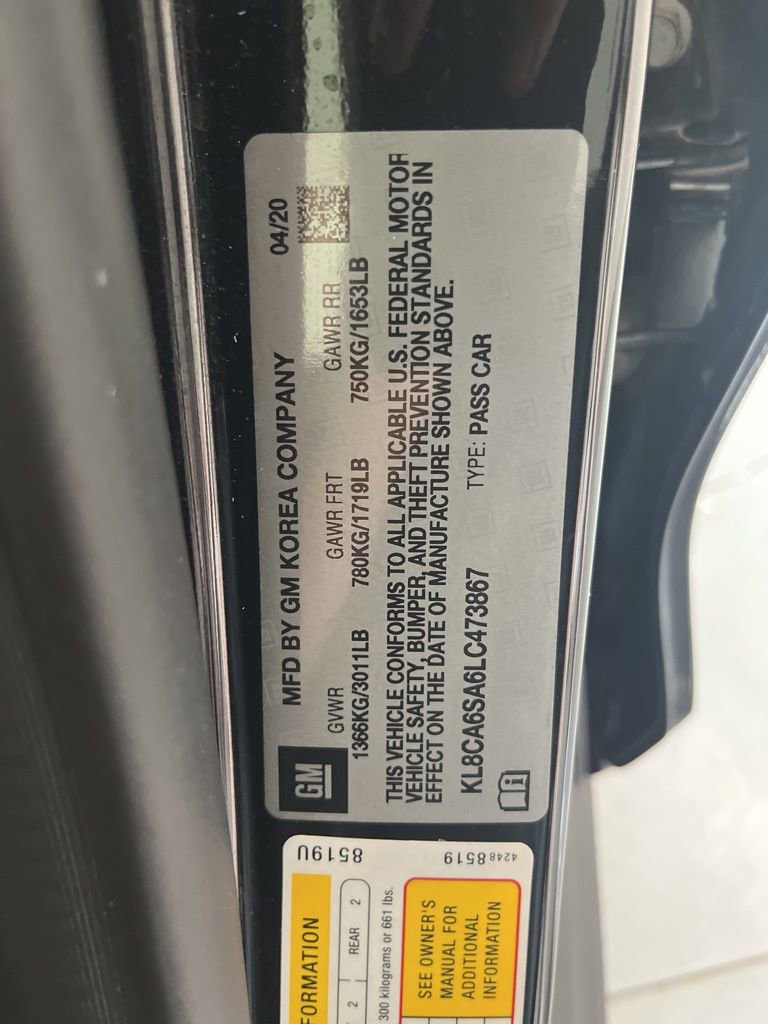 MFD BY GM KOREA COMPANY 04/20
GM
GVWR GAWR FRT GAWR RR
1366KG/3011LB 780KG/1719LB 750KG/1653LB
THIS VEHICLE CONFORMS TO ALL APPLICABLE U.S. FEDERAL MOTOR
VEHICLE SAFETY, BUMPER, AND THEFT PREVENTION STANDARDS IN
EFFECT ON THE DATE OF MANUFACTURE SHOWN ABOVE.
KL8CA6SA6LC473867 TYPE: PASS CAR
i
8519U
4248 8519
FORMATION
2 REAR 2
300 kilograms or 661 lbs.
SEE OWNER'S
MANUAL FOR
ADDITIONAL
INFORMATION